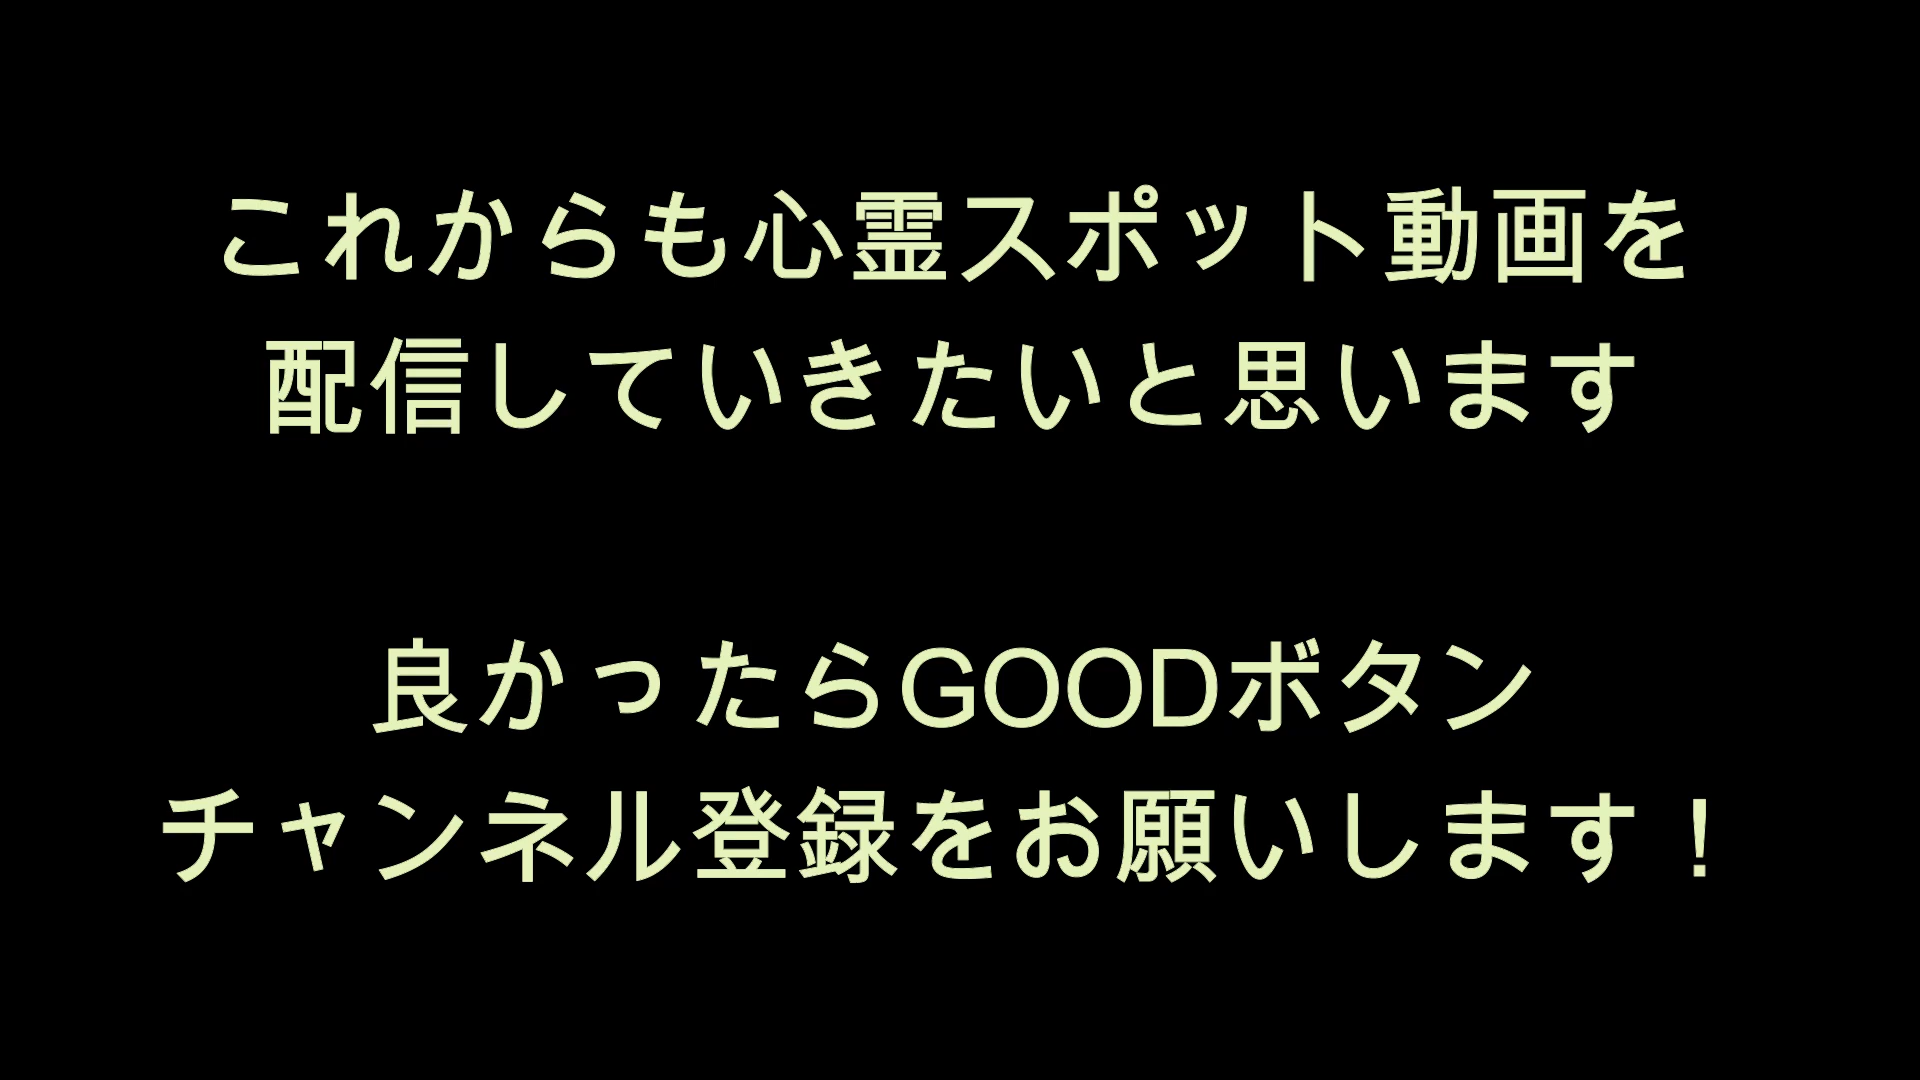 これからも心霊スポット動画を
配信していきたいと思います
良かったらGOODボタン
チャンネル登録をお願いします！